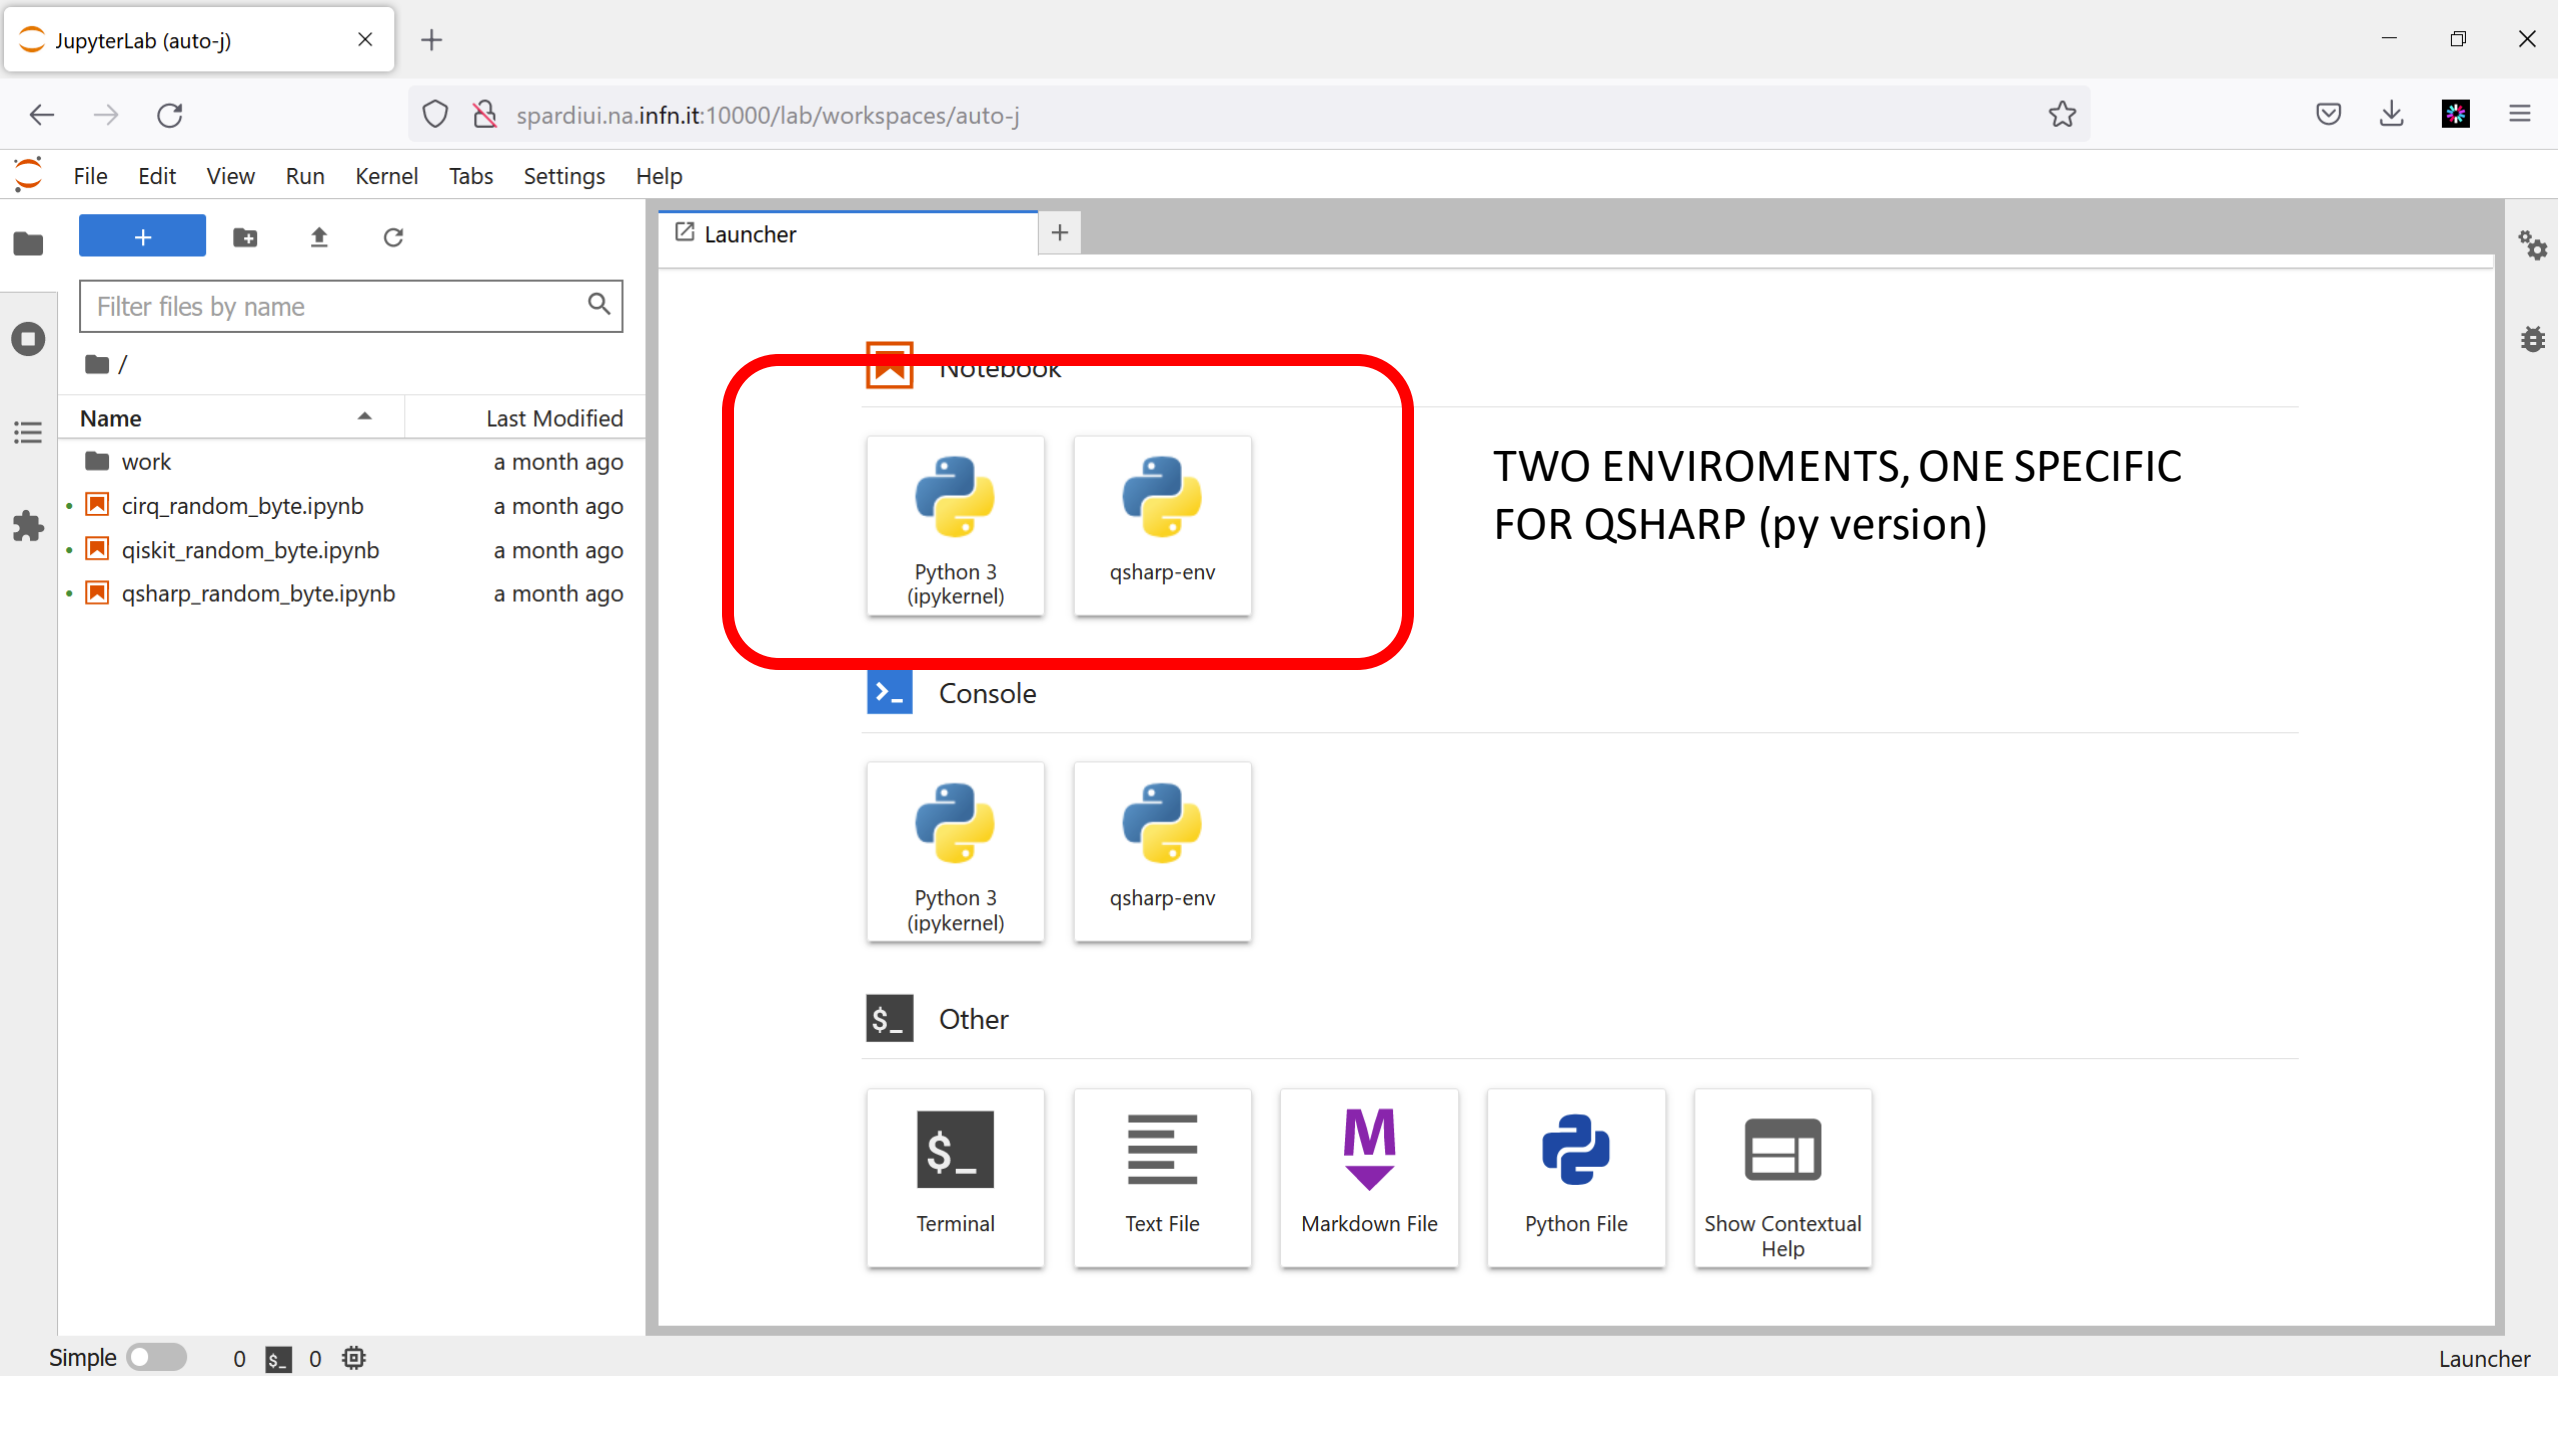 JupyterLab (auto-j)
spardiui.na.infn.it:10000/lab/workspaces/auto-j
File Edit View Run Kernel Tabs Settings Help
Launcher
Filter files by name
/
Name Last Modified
work a month ago
cirq_random_byte.ipynb a month ago
qiskit_random_byte.ipynb a month ago
qsharp_random_byte.ipynb a month ago
Notebook
Python 3
(ipykernel)
qsharp-env
TWO ENVIROMENTS, ONE SPECIFIC
FOR QSHARP (py version)
Console
Python 3
(ipykernel)
qsharp-env
$_ Other
$_
Terminal
Text File
M
Markdown File
Python File
Show Contextual
Help
Simple 0 $_ 0 Launcher